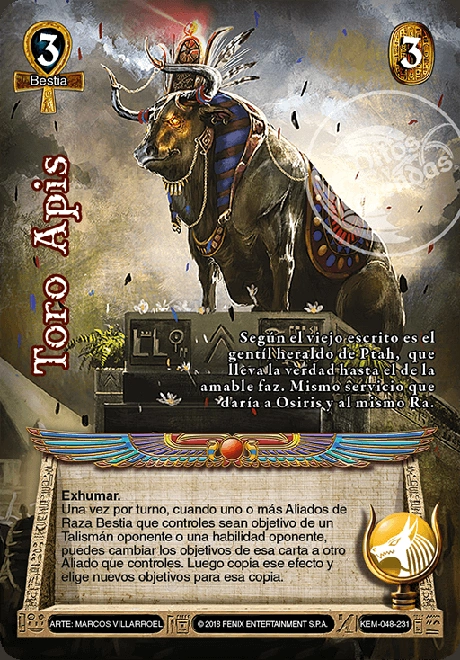 3
Bestia
3
Toro Apis
Según el viejo escrito es el
gentil heraldo de Ptah, que
lleva la verdad hasta el de la
amable faz. Mismo servicio que
daría a Osiris y al mismo Ra.
Exhumar.
Una vez por turno, cuando uno o más Aliados de
Raza Bestia que controles sean objetivo de un
Talismán oponente o una habilidad oponente,
puedes cambiar los objetivos de esa carta a otro
Aliado que controles. Luego copia ese efecto y
elige nuevos objetivos para esa copia.
ARTE: MARCOS VILLARROEL
© 2018 FENIX ENTERTAINMENT S.P.A.
KEM-048-231